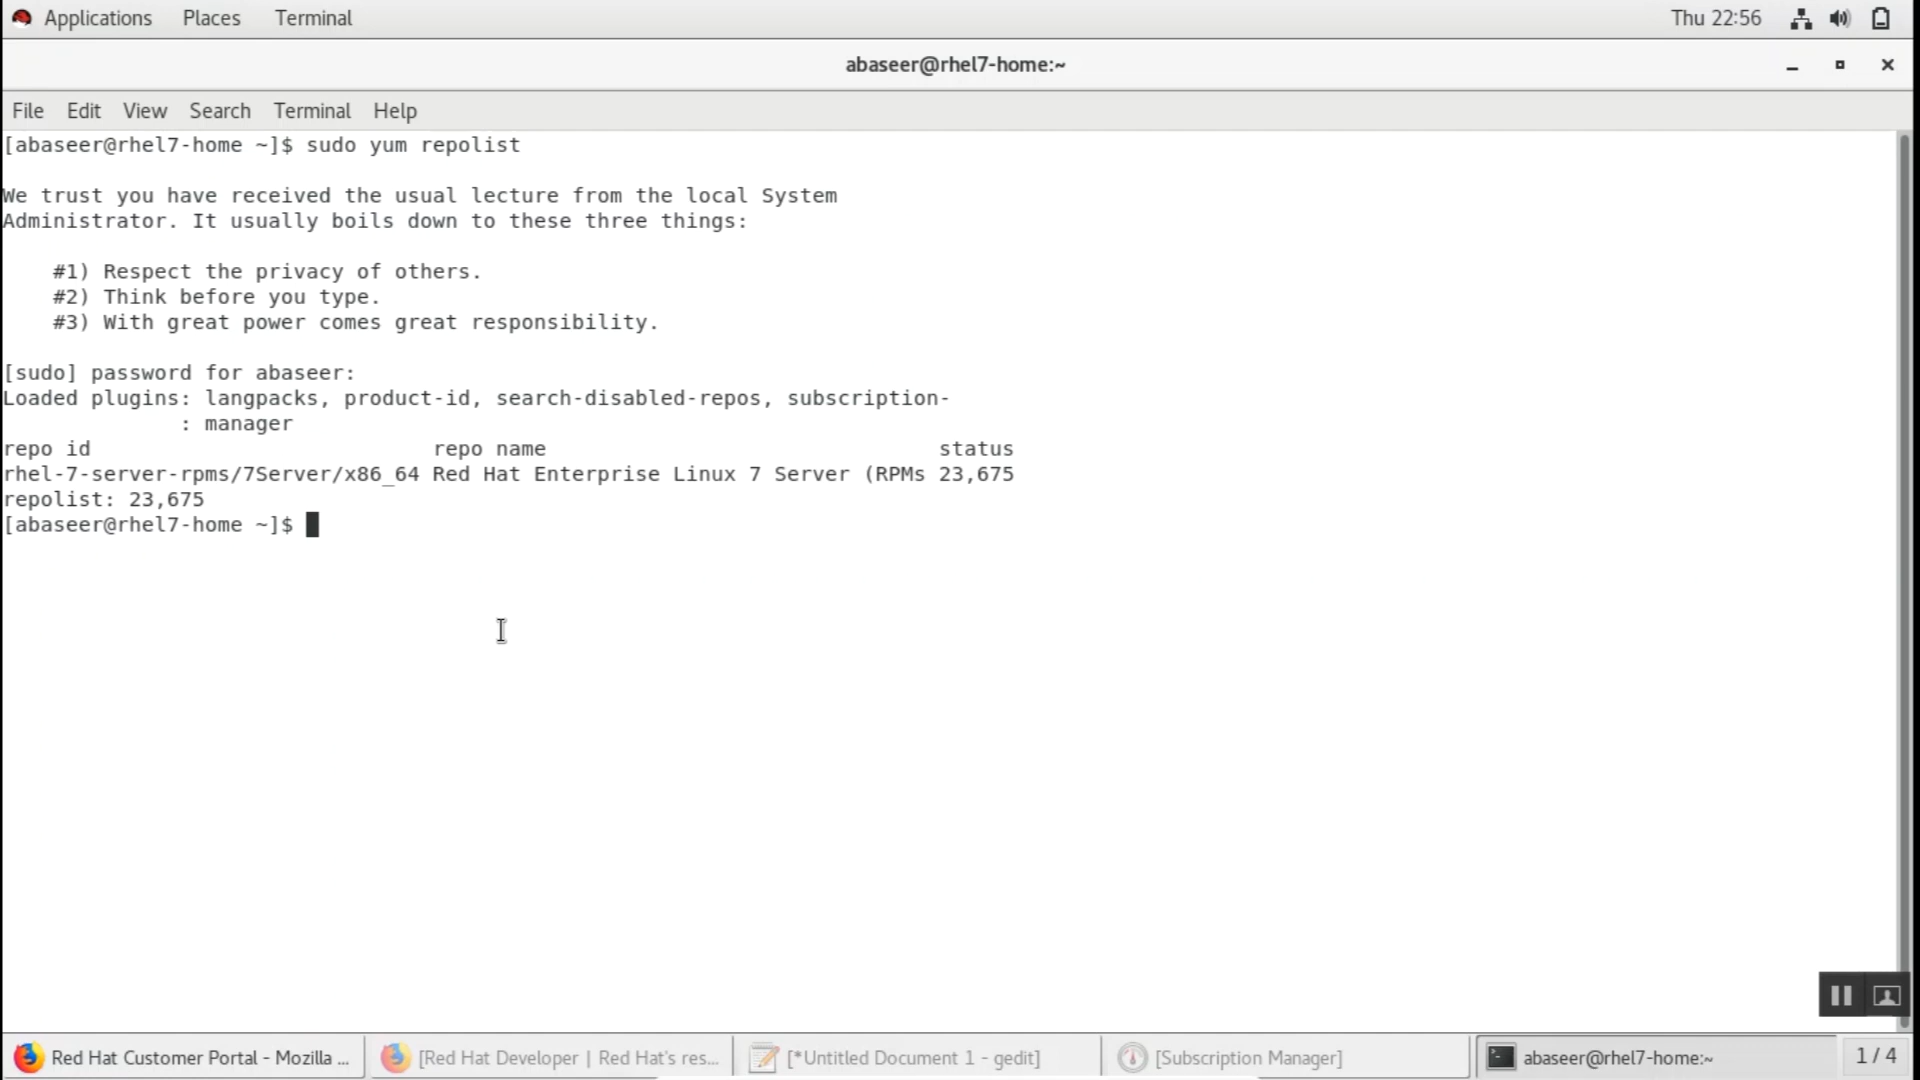 Applications Places Terminal Thu 22:56
abaseer@rhel7-home:~
File Edit View Search Terminal Help
[abaseer@rhel7-home ~]$ sudo yum repolist
We trust you have received the usual lecture from the local System
Administrator. It usually boils down to these three things:
#1) Respect the privacy of others.
#2) Think before you type.
#3) With great power comes great responsibility.
[sudo] password for abaseer:
Loaded plugins: langpacks, product-id, search-disabled-repos, subscription-
: manager
repo id repo name status
rhel-7-server-rpms/7Server/x86_64 Red Hat Enterprise Linux 7 Server (RPMs 23,675
repolist: 23,675
[abaseer@rhel7-home ~]$
Red Hat Customer Portal - Mozilla ... [Red Hat Developer | Red Hat's res... [*Untitled Document 1 - gedit] [Subscription Manager] abaseer@rhel7-home:~ 1 / 4